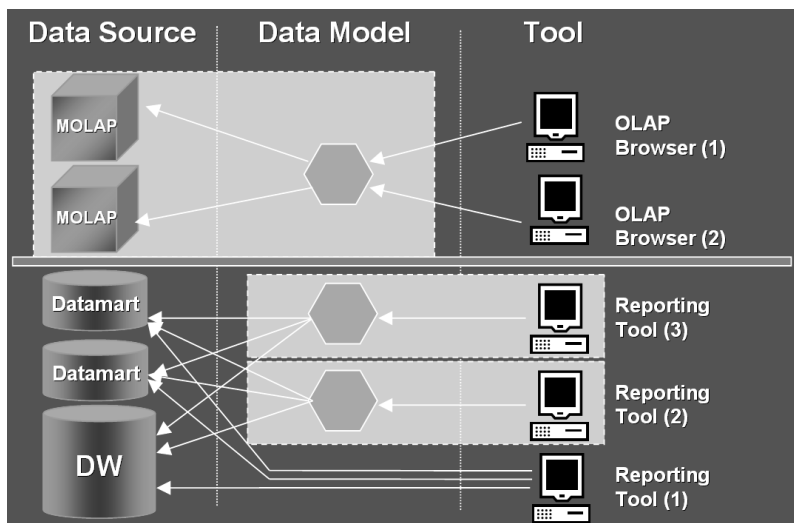 Data Source
Data Model
Tool
MOLAP
OLAP
Browser (1)
MOLAP
OLAP
Browser (2)
Datamart
Reporting
Tool (3)
Datamart
Reporting
Tool (2)
DW
Reporting
Tool (1)